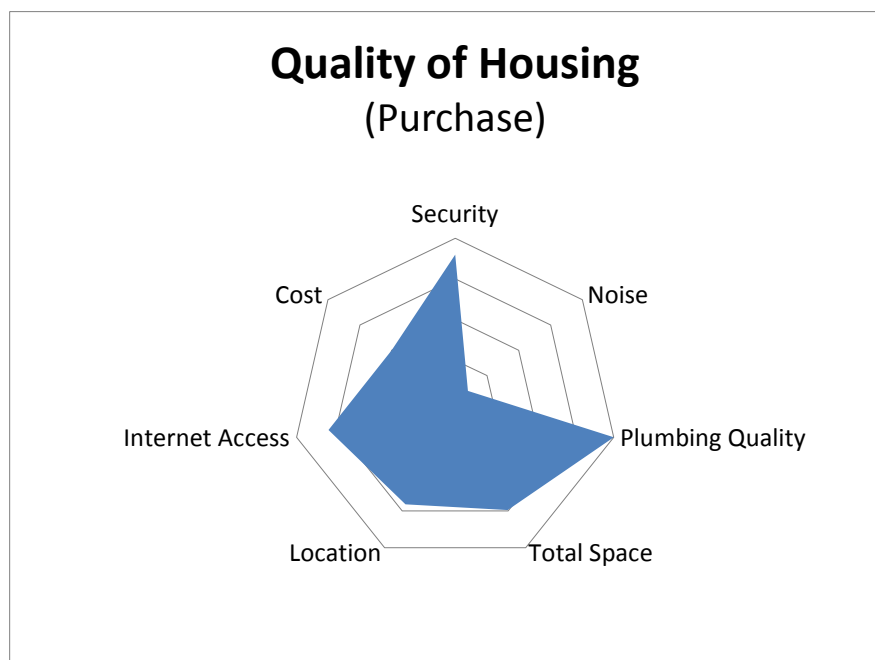 Quality of Housing
(Purchase)
Security
Cost
Noise
Internet Access
Plumbing Quality
Location
Total Space